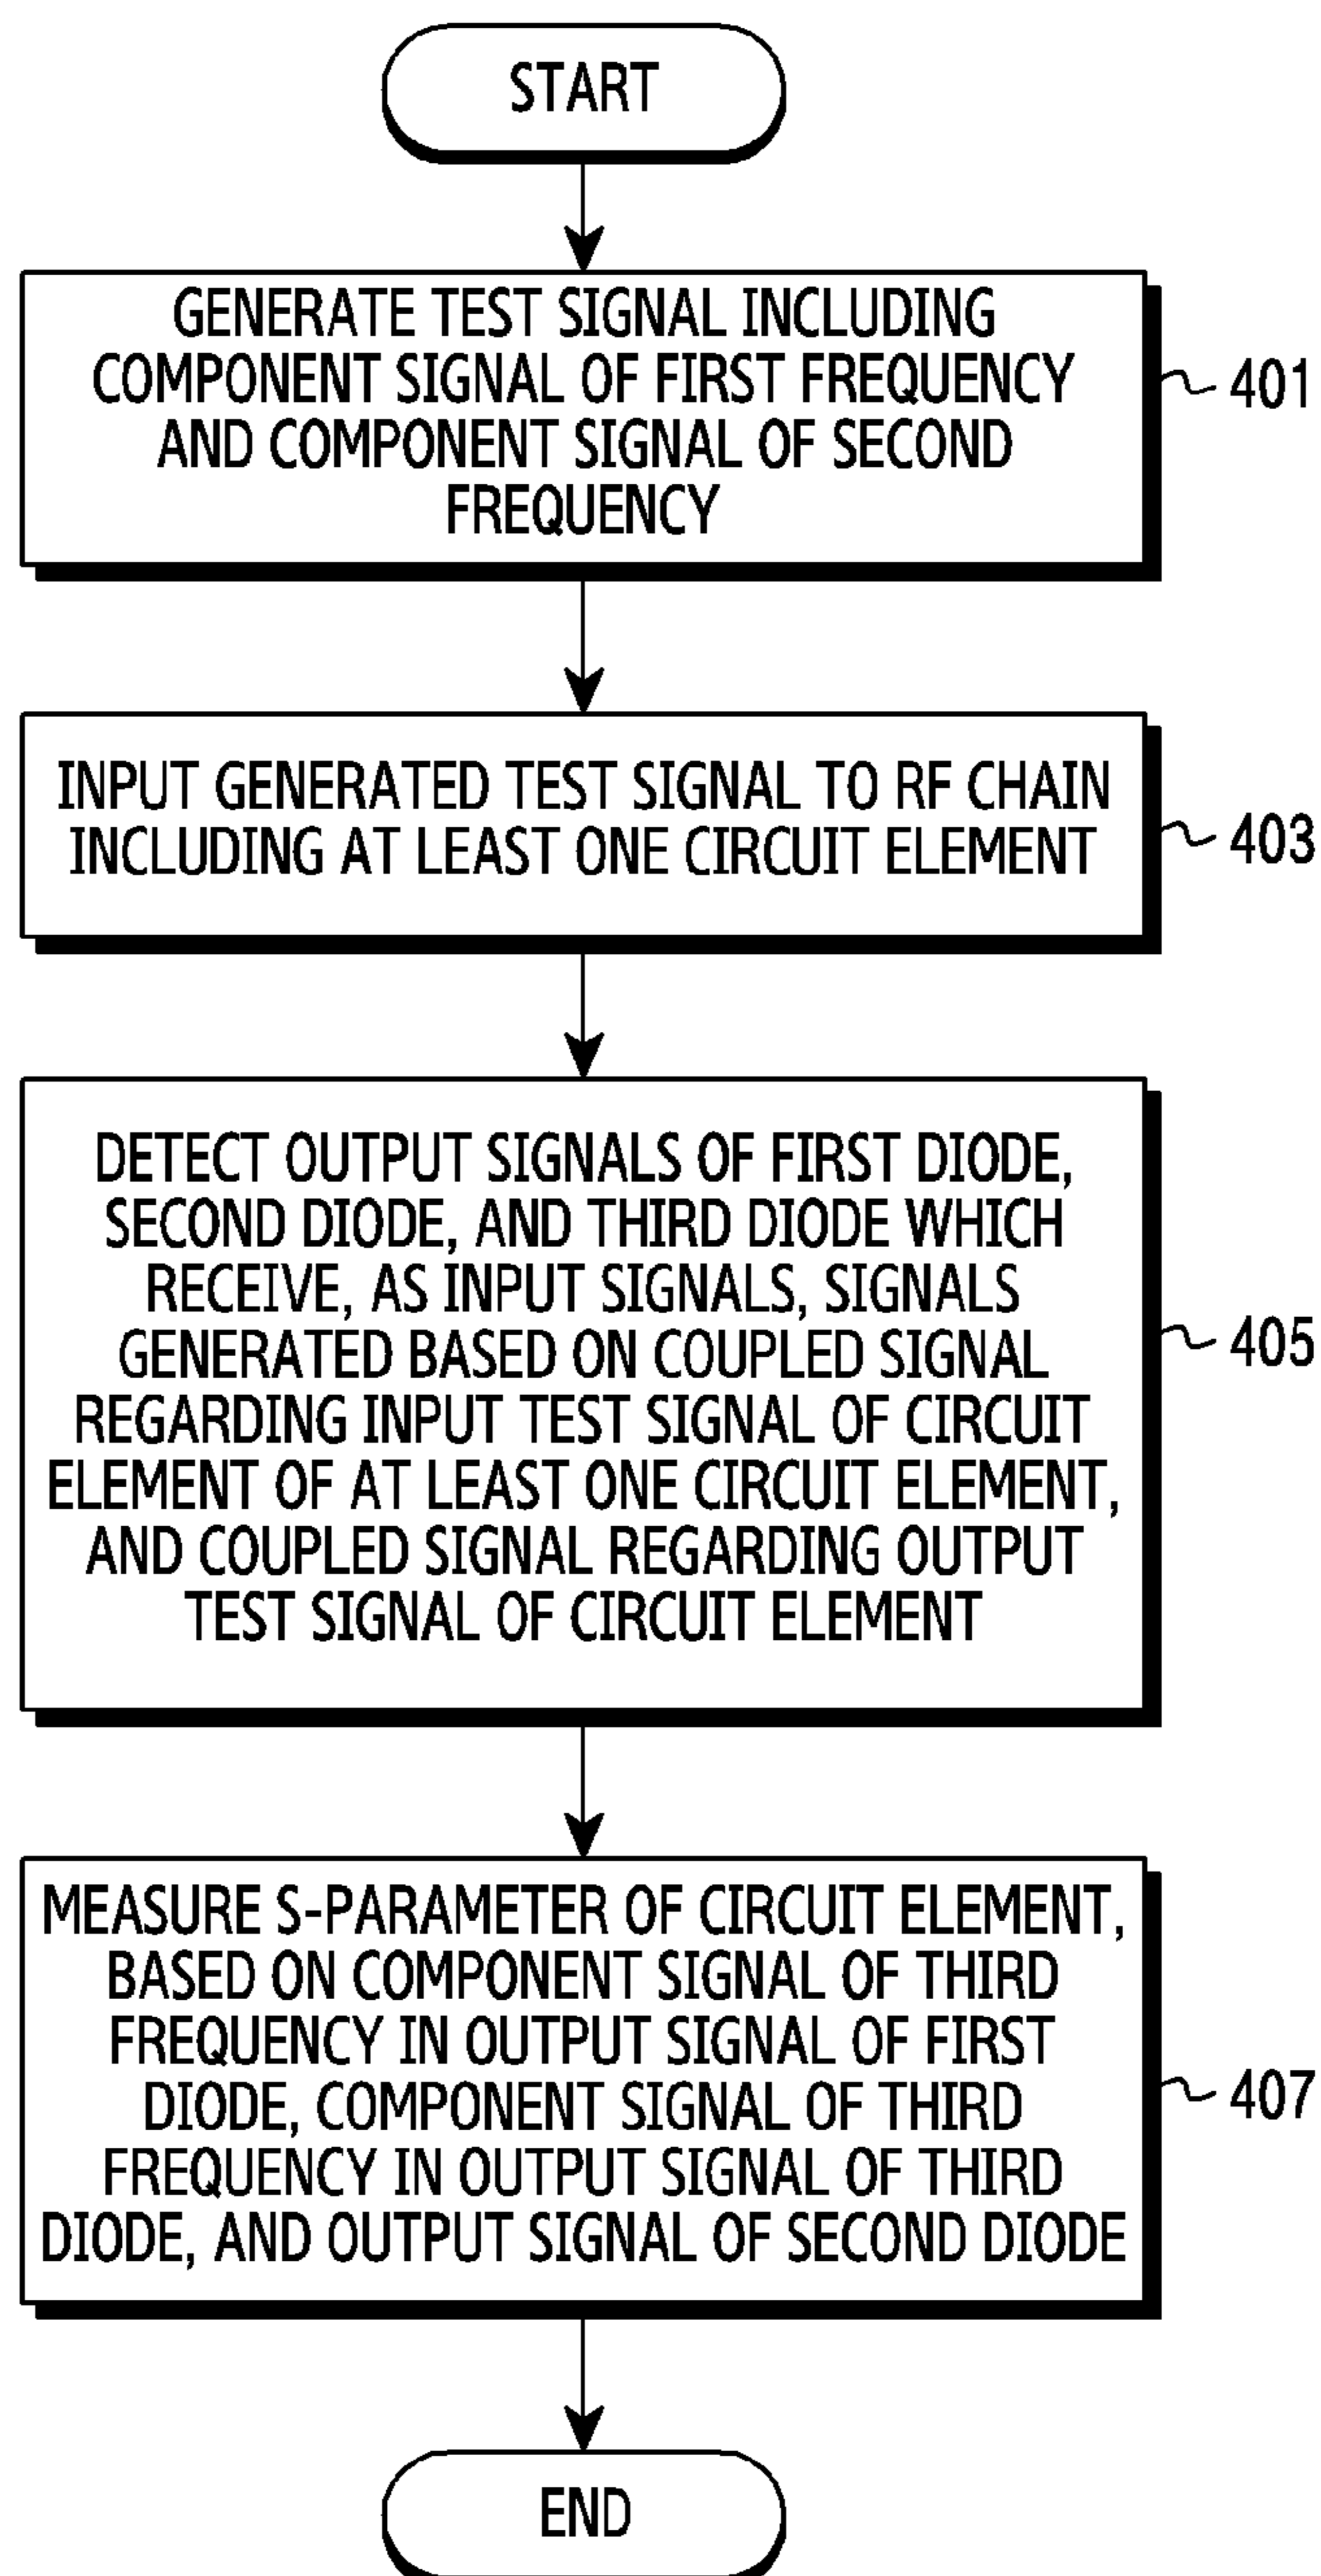 START
GENERATE TEST SIGNAL INCLUDING
COMPONENT SIGNAL OF FIRST FREQUENCY
AND COMPONENT SIGNAL OF SECOND
FREQUENCY
401
INPUT GENERATED TEST SIGNAL TO RF CHAIN
INCLUDING AT LEAST ONE CIRCUIT ELEMENT
403
DETECT OUTPUT SIGNALS OF FIRST DIODE,
SECOND DIODE, AND THIRD DIODE WHICH
RECEIVE, AS INPUT SIGNALS, SIGNALS
GENERATED BASED ON COUPLED SIGNAL
REGARDING INPUT TEST SIGNAL OF CIRCUIT
ELEMENT OF AT LEAST ONE CIRCUIT ELEMENT,
AND COUPLED SIGNAL REGARDING OUTPUT
TEST SIGNAL OF CIRCUIT ELEMENT
405
MEASURE S-PARAMETER OF CIRCUIT ELEMENT,
BASED ON COMPONENT SIGNAL OF THIRD
FREQUENCY IN OUTPUT SIGNAL OF FIRST
DIODE, COMPONENT SIGNAL OF THIRD
FREQUENCY IN OUTPUT SIGNAL OF THIRD
DIODE, AND OUTPUT SIGNAL OF SECOND DIODE
407
END